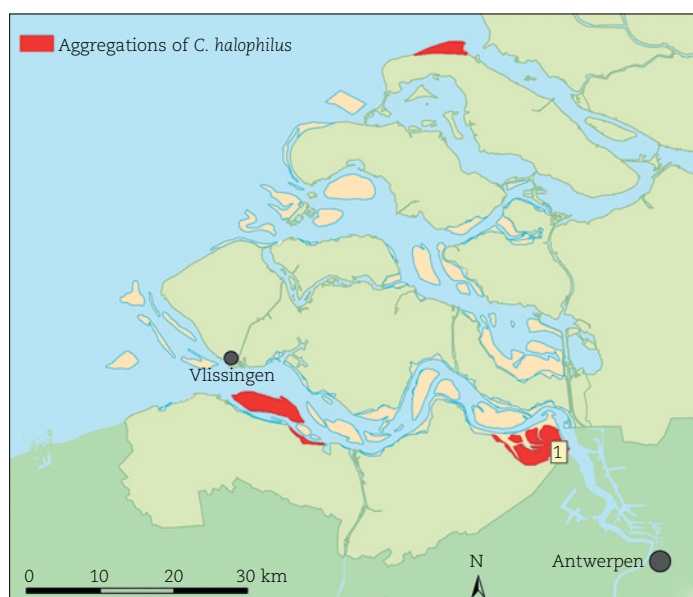 Aggregations of C. halophilus
Vlissingen
1
N
Antwerpen
0 10 20 30 km